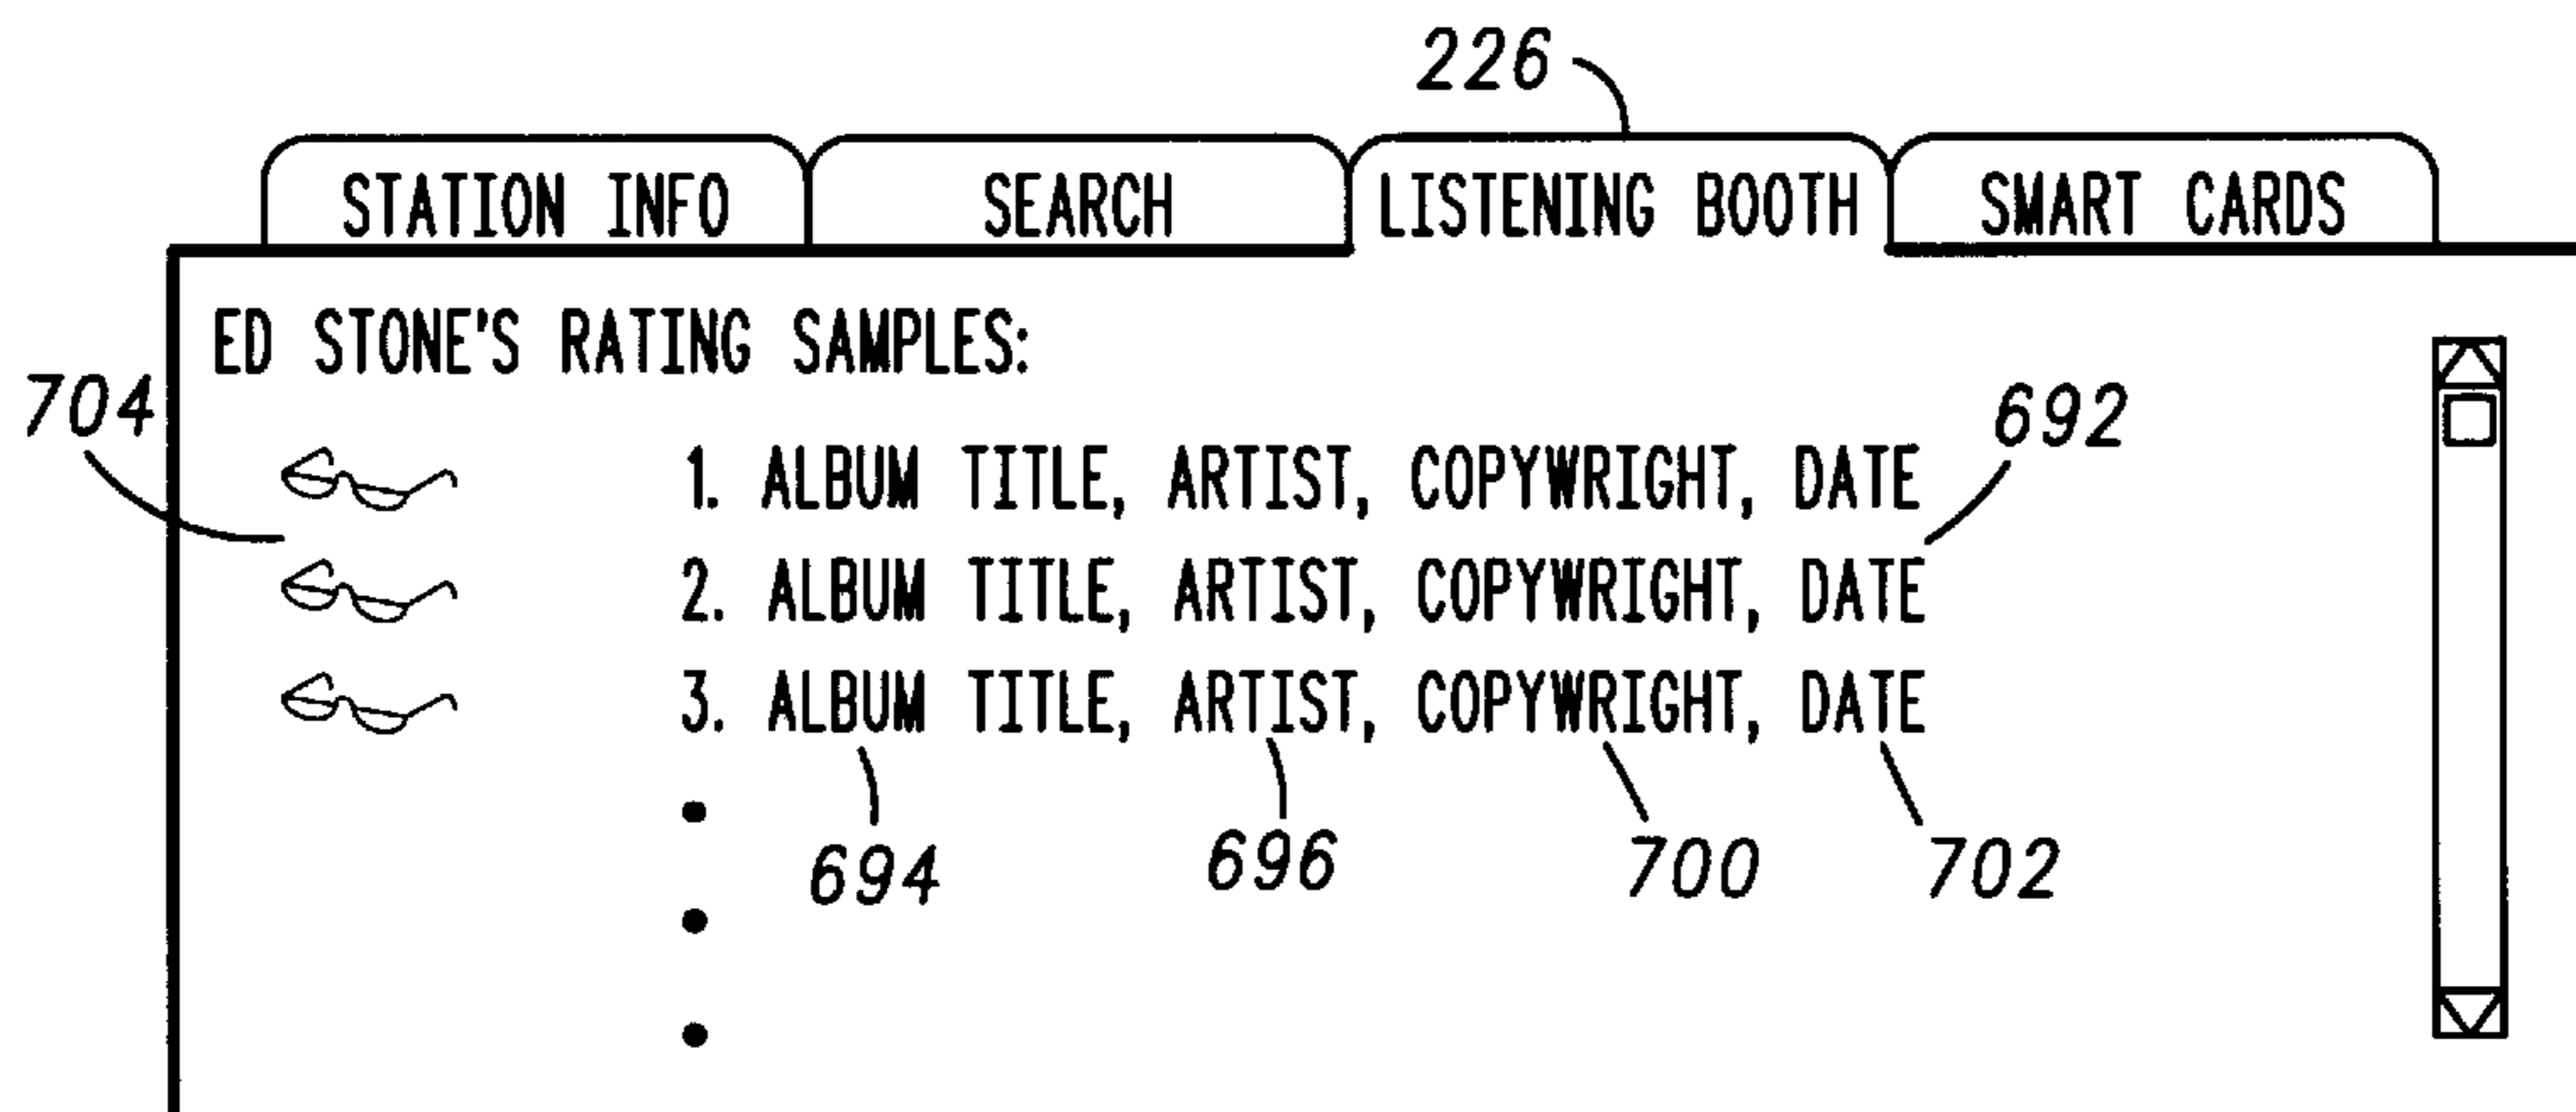 226
STATION INFO SEARCH LISTENING BOOTH SMART CARDS
ED STONE'S RATING SAMPLES:
704 692
1. ALBUM TITLE, ARTIST, COPYWRIGHT, DATE
2. ALBUM TITLE, ARTIST, COPYWRIGHT, DATE
3. ALBUM TITLE, ARTIST, COPYWRIGHT, DATE
694 696 700 702